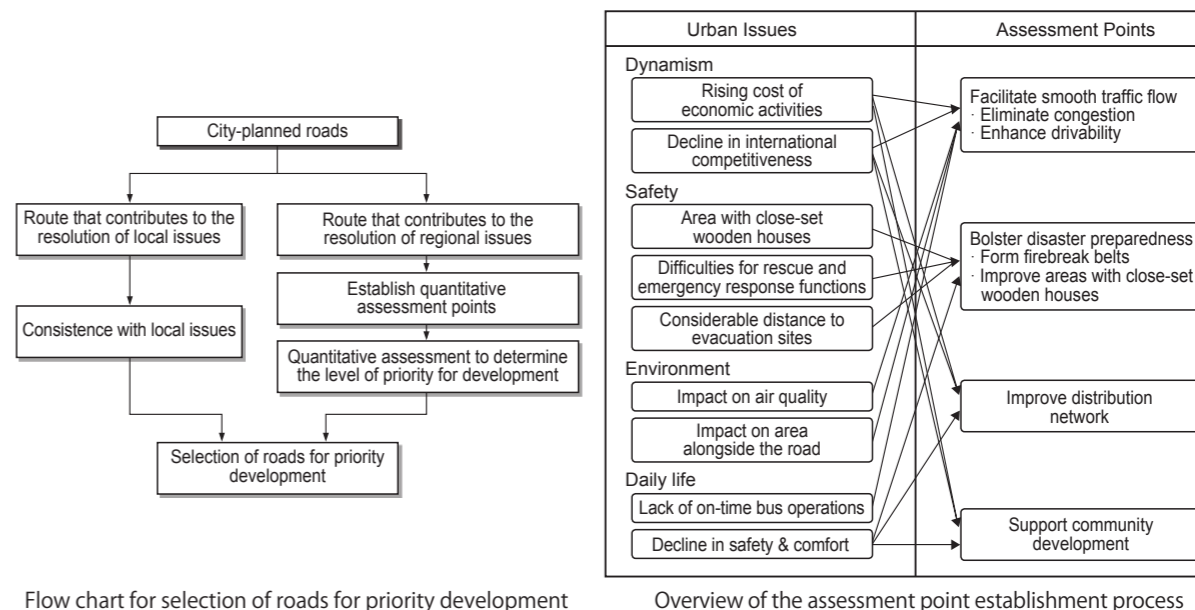 City-planned roads
Route that contributes to the
resolution of local issues
Consistence with local issues
Route that contributes to the
resolution of regional issues
Establish quantitative
assessment points
Quantitative assessment to determine
the level of priority for development
Selection of roads for priority
development
Flow chart for selection of roads for priority development
Urban Issues
Dynamism
Rising cost of
economic activities
Decline in international
competitiveness
Safety
Area with close-set
wooden houses
Difficulties for rescue and
emergency response functions
Considerable distance to
evacuation sites
Environment
Impact on air quality
Impact on area
alongside the road
Daily life
Lack of on-time bus operations
Decline in safety & comfort
Assessment Points
Facilitate smooth traffic flow
· Eliminate congestion
· Enhance drivability
Bolster disaster preparedness
· Form firebreak belts
· Improve areas with close-set
wooden houses
Improve distribution
network
Support community
development
Overview of the assessment point establishment process